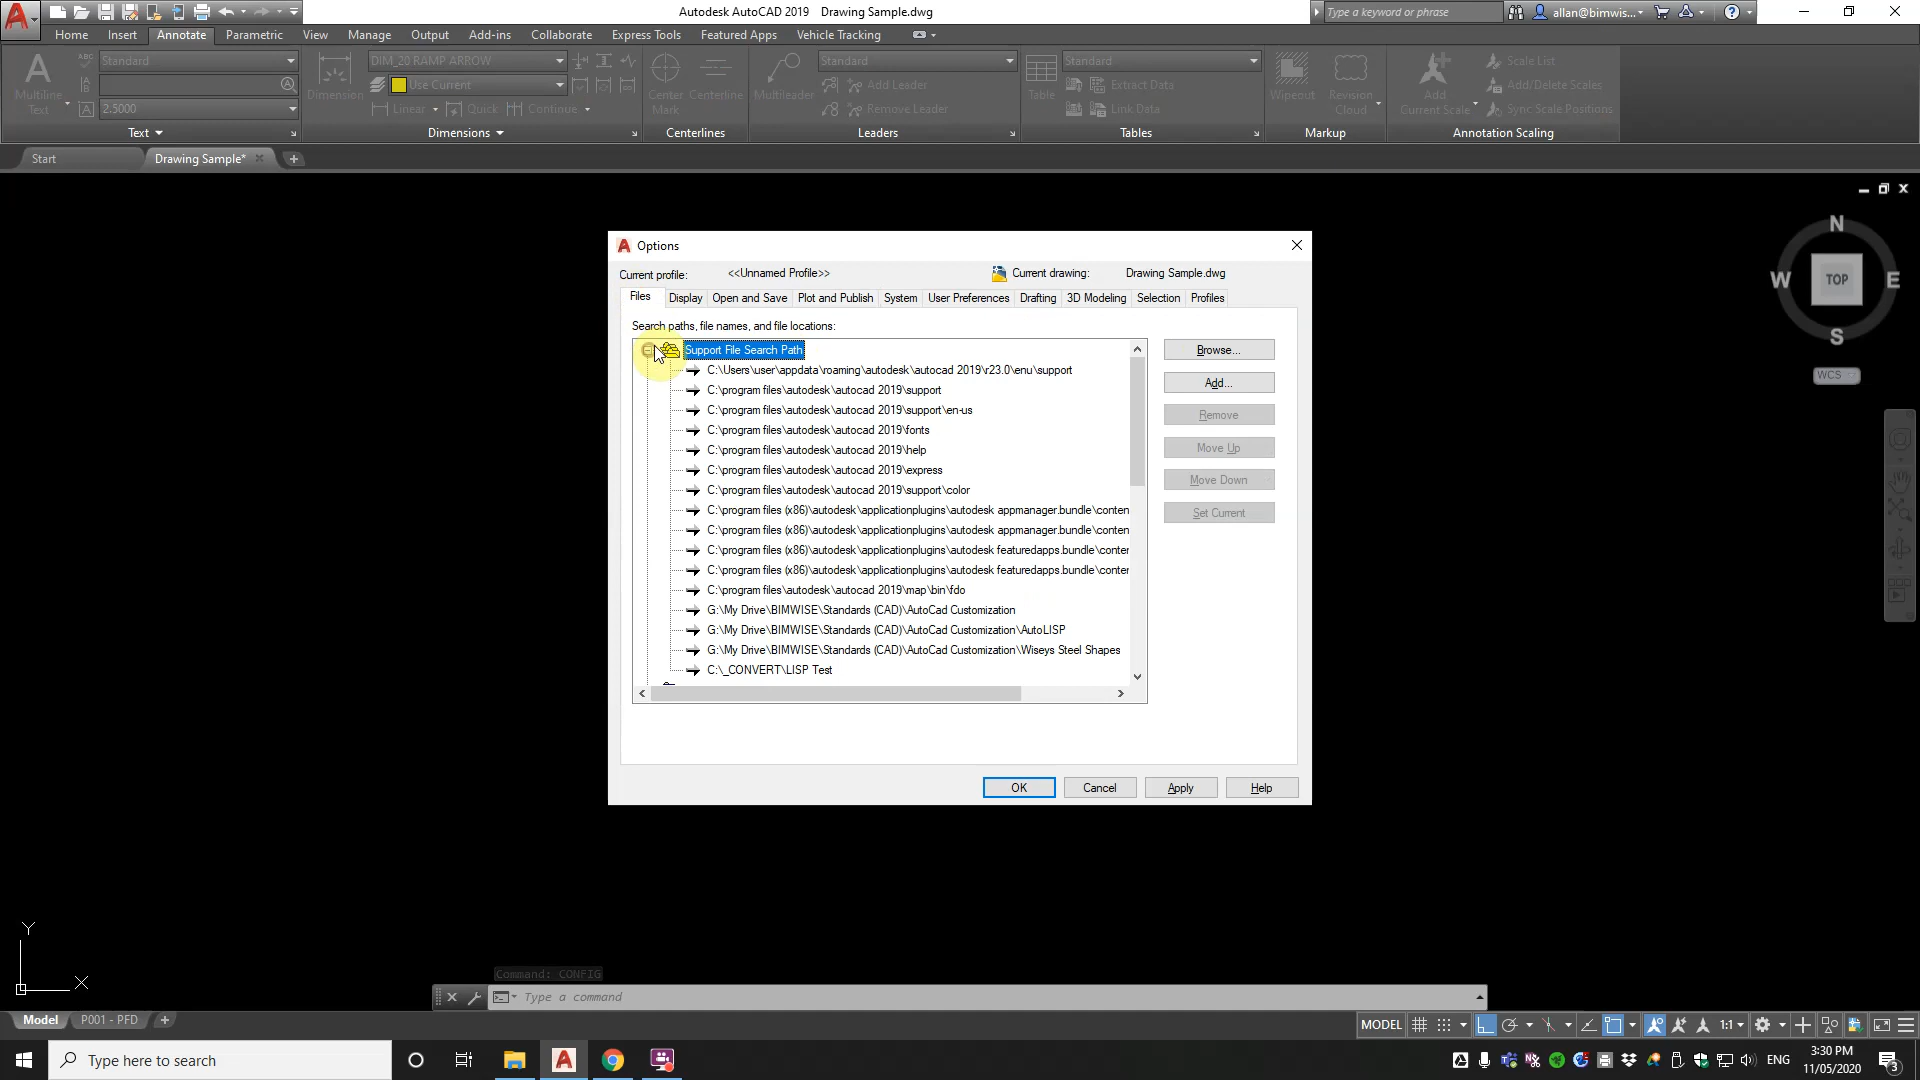 Autodesk AutoCAD 2019 Drawing Sample.dwg
Type a keyword or phrase
allan@bimwis...
Home Insert Annotate Parametric View Manage Output Add-ins Collaborate Express Tools Featured Apps Vehicle Tracking
Standard
DIM_20 RAMP ARROW
Standard
Standard
Scale List
Multiline Text
Dimension
Use Current
Center Mark
Centerline
Multileader
Add Leader
Table
Extract Data
Wipeout
Revision Cloud
Add Current Scale
Add/Delete Scales
2.5000
Linear
Quick
Continue
Remove Leader
Link Data
Sync Scale Positions
Text Dimensions Centerlines Leaders Tables Markup Annotation Scaling
Start Drawing Sample*
N
W TOP E
S
WCS
Options
Current profile: <<Unnamed Profile>> Current drawing: Drawing Sample.dwg
Files Display Open and Save Plot and Publish System User Preferences Drafting 3D Modeling Selection Profiles
Search paths, file names, and file locations:
Support File Search Path
C:\Users\user\appdata\roaming\autodesk\autocad 2019\r23.0\enu\support
C:\program files\autodesk\autocad 2019\support
C:\program files\autodesk\autocad 2019\support\en-us
C:\program files\autodesk\autocad 2019\fonts
C:\program files\autodesk\autocad 2019\help
C:\program files\autodesk\autocad 2019\express
C:\program files\autodesk\autocad 2019\support\color
C:\program files (x86)\autodesk\applicationplugins\autodesk appmanager.bundle\conten
C:\program files (x86)\autodesk\applicationplugins\autodesk appmanager.bundle\conten
C:\program files (x86)\autodesk\applicationplugins\autodesk featuredapps.bundle\conter
C:\program files (x86)\autodesk\applicationplugins\autodesk featuredapps.bundle\conter
C:\program files\autodesk\autocad 2019\map\bin\fdo
G:\My Drive\BIMWISE\Standards (CAD)\AutoCad Customization
G:\My Drive\BIMWISE\Standards (CAD)\AutoCad Customization\AutoLISP
G:\My Drive\BIMWISE\Standards (CAD)\AutoCad Customization\Wiseys Steel Shapes
C:\_CONVERT\LISP Test
Browse...
Add...
Remove
Move Up
Move Down
Set Current
OK Cancel Apply Help
Y
X
Command: CONFIG
Type a command
Model P001 - PFD
MODEL 1:1
Type here to search
ENG
3:30 PM
11/05/2020
3